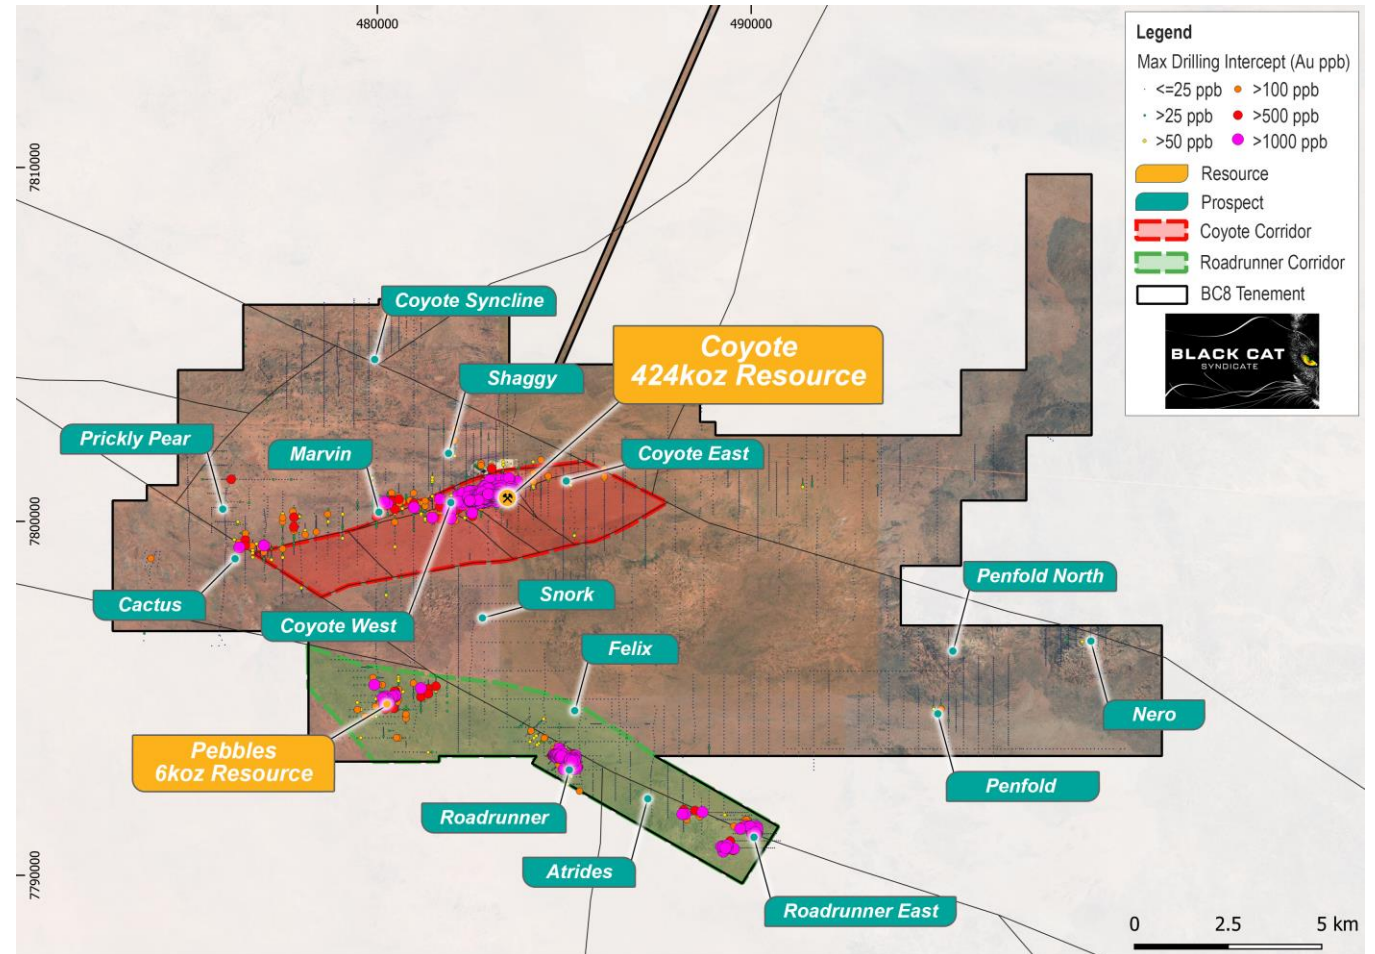 480000
490000
7810000
7800000
7790000
Legend
Max Drilling Intercept (Au ppb)
<=25 ppb
>100 ppb
>25 ppb
>500 ppb
>50 ppb
>1000 ppb
Resource
Prospect
Coyote Corridor
Roadrunner Corridor
BC8 Tenement
BLACK CAT
SYNDICATE
Coyote Syncline
Coyote
424koz Resource
Shaggy
Prickly Pear
Marvin
Coyote East
Cactus
Coyote West
Snork
Penfold North
Felix
Nero
Pebbles
6koz Resource
Penfold
Roadrunner
Atrides
Roadrunner East
0
2.5
5 km